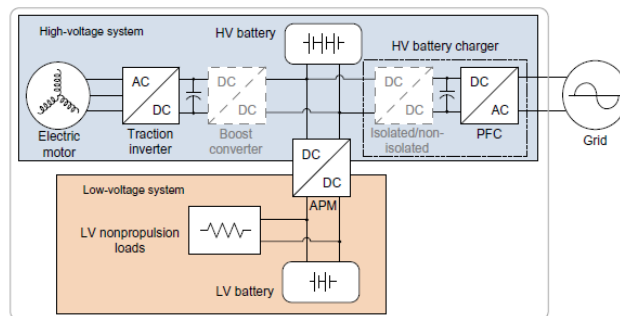 High-voltage system
HV battery
HV battery charger
AC
DC
DC
DC
DC
DC
DC
AC
Electric
motor
Traction
inverter
Boost
converter
Isolated/non-
isolated
PFC
Grid
DC
DC
Low-voltage system
APM
LV nonpropulsion
loads
LV battery